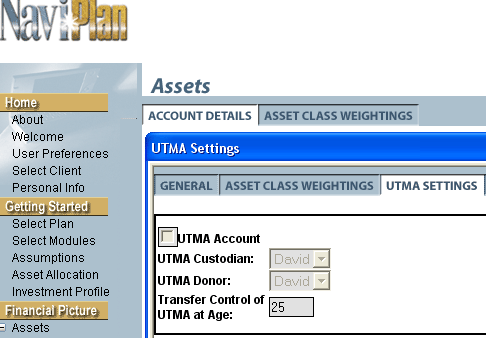 NaviPlan
Assets
Home
About
Welcome
User Preferences
Select Client
Personal Info
Getting Started
Select Plan
Select Modules
Assumptions
Asset Allocation
Investment Profile
Financial Picture
Assets
ACCOUNT DETAILS ASSET CLASS WEIGHTINGS
UTMA Settings
GENERAL ASSET CLASS WEIGHTINGS UTMA SETTINGS
UTMA Account
UTMA Custodian: David
UTMA Donor: David
Transfer Control of
UTMA at Age: 25